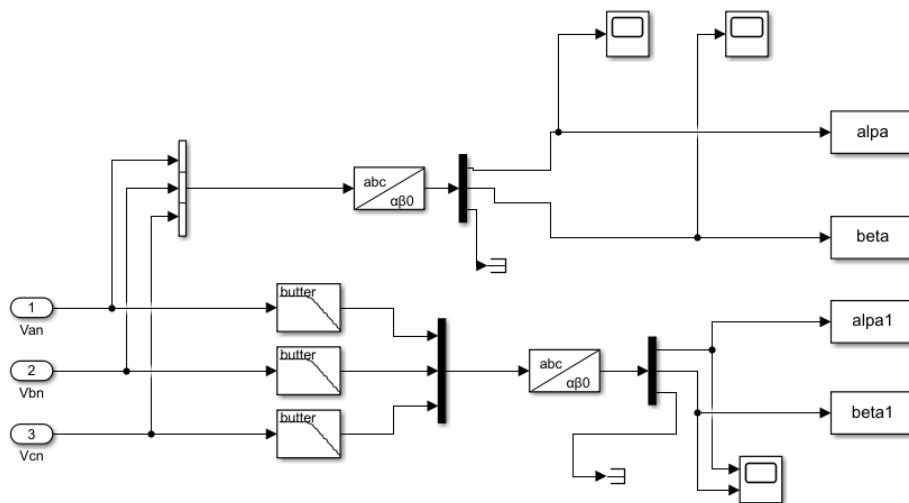 alpa
abc
αβ0
beta
1
Van
butter
alpa1
2
Vbn
butter
abc
αβ0
beta1
3
Vcn
butter